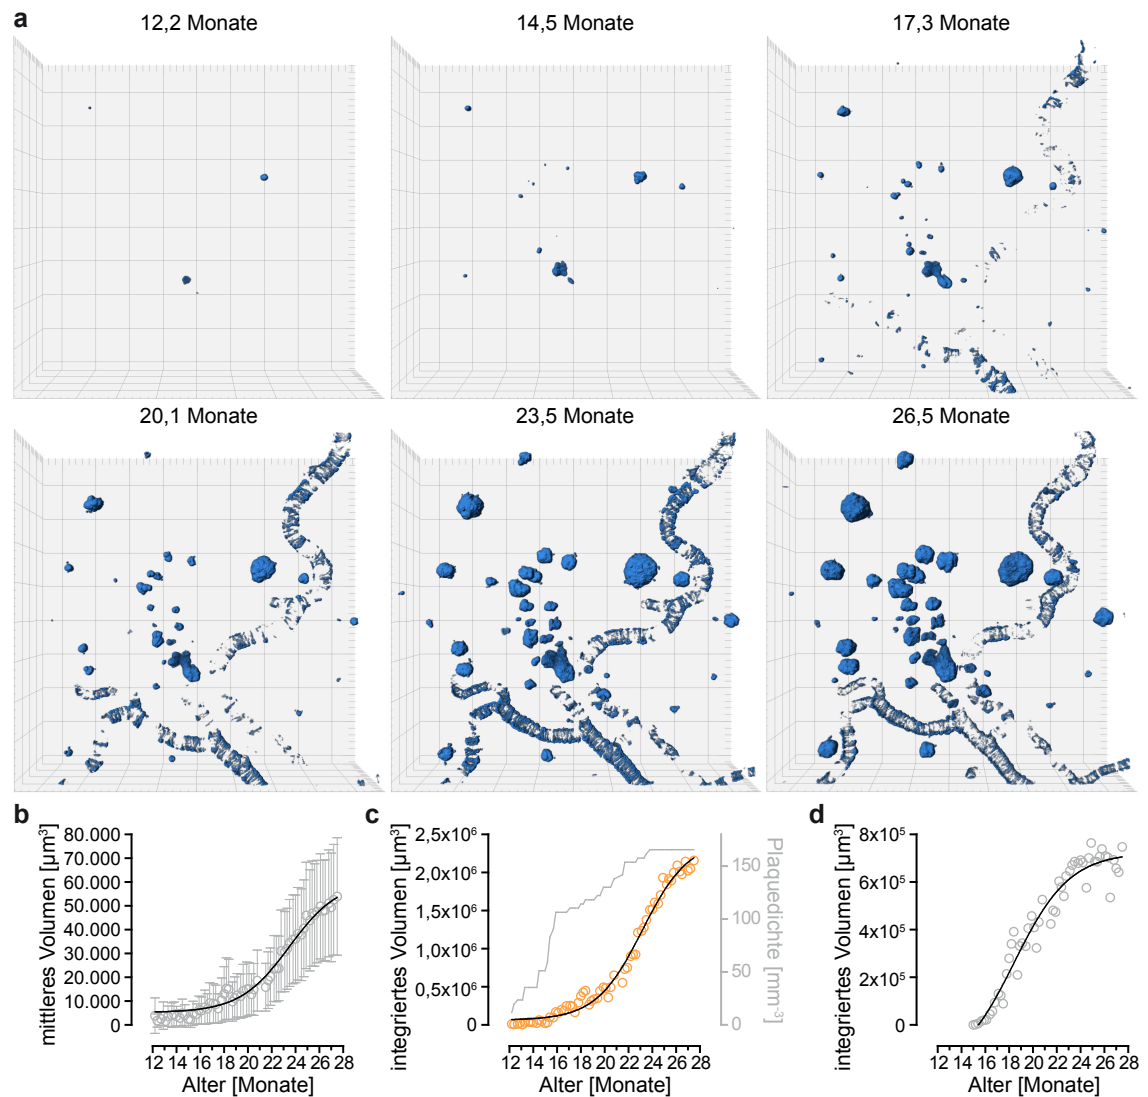 a
12,2 Monate
14,5 Monate
17,3 Monate
20,1 Monate
23,5 Monate
26,5 Monate
b
mittleres Volumen [µm³]
80.000
70.000
60.000
50.000
40.000
30.000
20.000
10.000
0
12 14 16 18 20 22 24 26 28
Alter [Monate]
c
integriertes Volumen [µm³]
2,5x10⁶
2,0x10⁶
1,5x10⁶
1,0x10⁶
0,5x10⁶
0
150
100
50
0
Plaquedichte [mm⁻³]
12 14 16 18 20 22 24 26 28
Alter [Monate]
d
integriertes Volumen [µm³]
8x10⁵
6x10⁵
4x10⁵
2x10⁵
0
12 14 16 18 20 22 24 26 28
Alter [Monate]